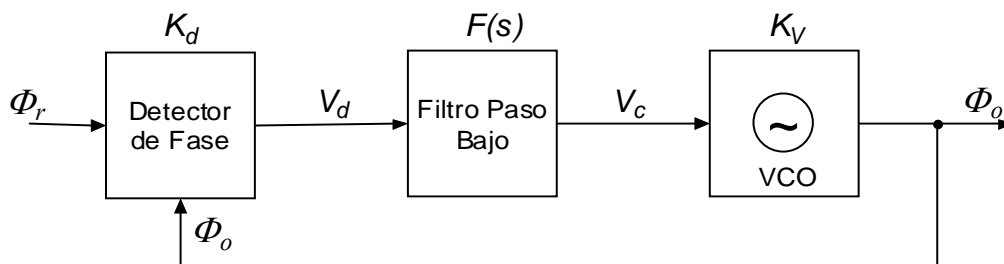 K_d
F(s)
K_V
Φ_r
Detector
de Fase
V_d
Filtro Paso
Bajo
V_c
~
VCO
Φ_o
Φ_o